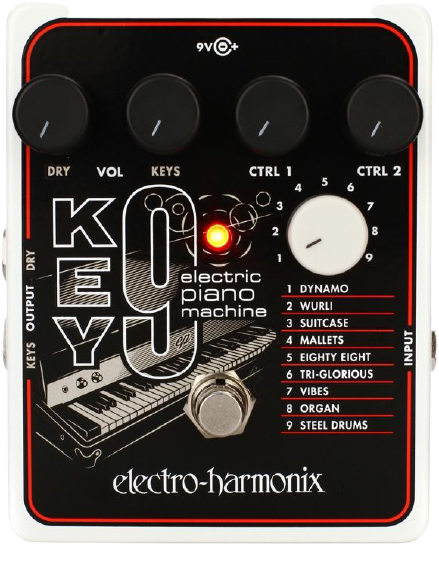 9V +
DRY VOL KEYS CTRL 1 CTRL 2
KEY9
electric
piano
machine
1 2 3 4 5 6 7 8 9
1 DYNAMO
2 WURLI
3 SUITCASE
4 MALLETS
5 EIGHTY EIGHT
6 TRI-GLORIOUS
7 VIBES
8 ORGAN
9 STEEL DRUMS
KEYS OUTPUT DRY
INPUT
electro-harmonix